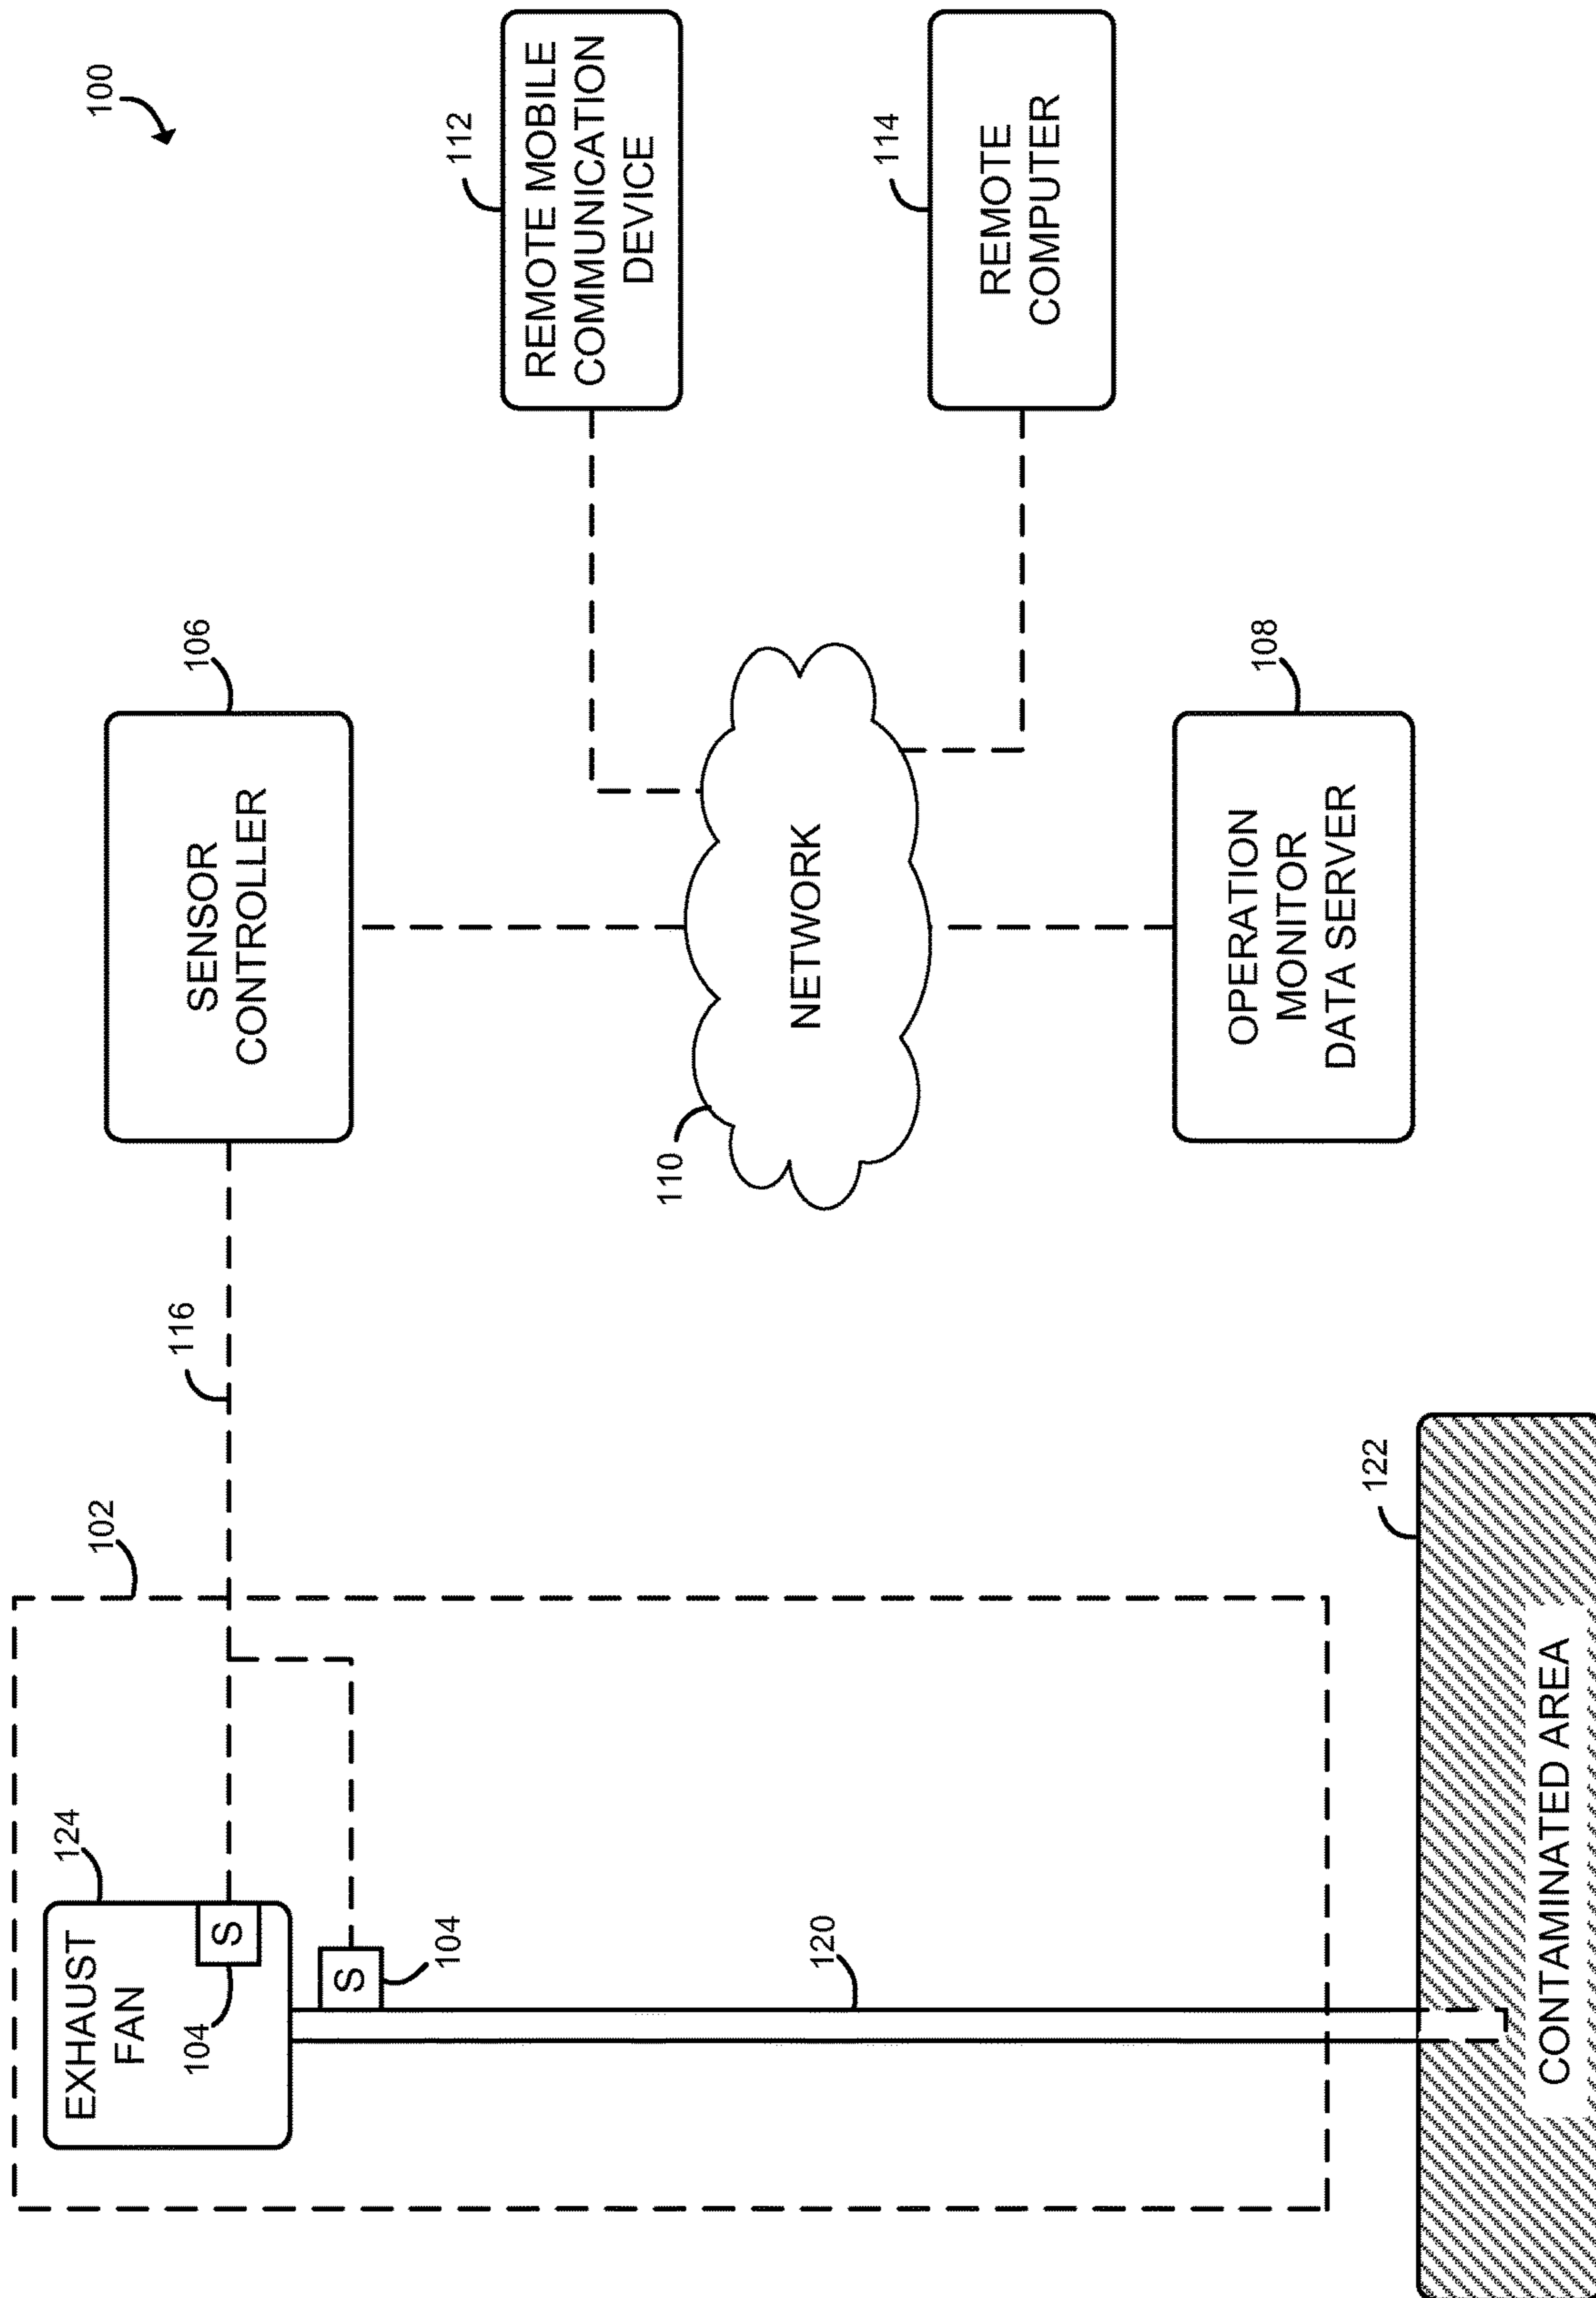 100
124
EXHAUST
FAN
102
116
106
104
S
SENSOR
CONTROLLER
S
104
112
REMOTE MOBILE
COMMUNICATION
DEVICE
110
NETWORK
120
114
REMOTE
COMPUTER
108
OPERATION
MONITOR
DATA SERVER
122
CONTAMINATED AREA